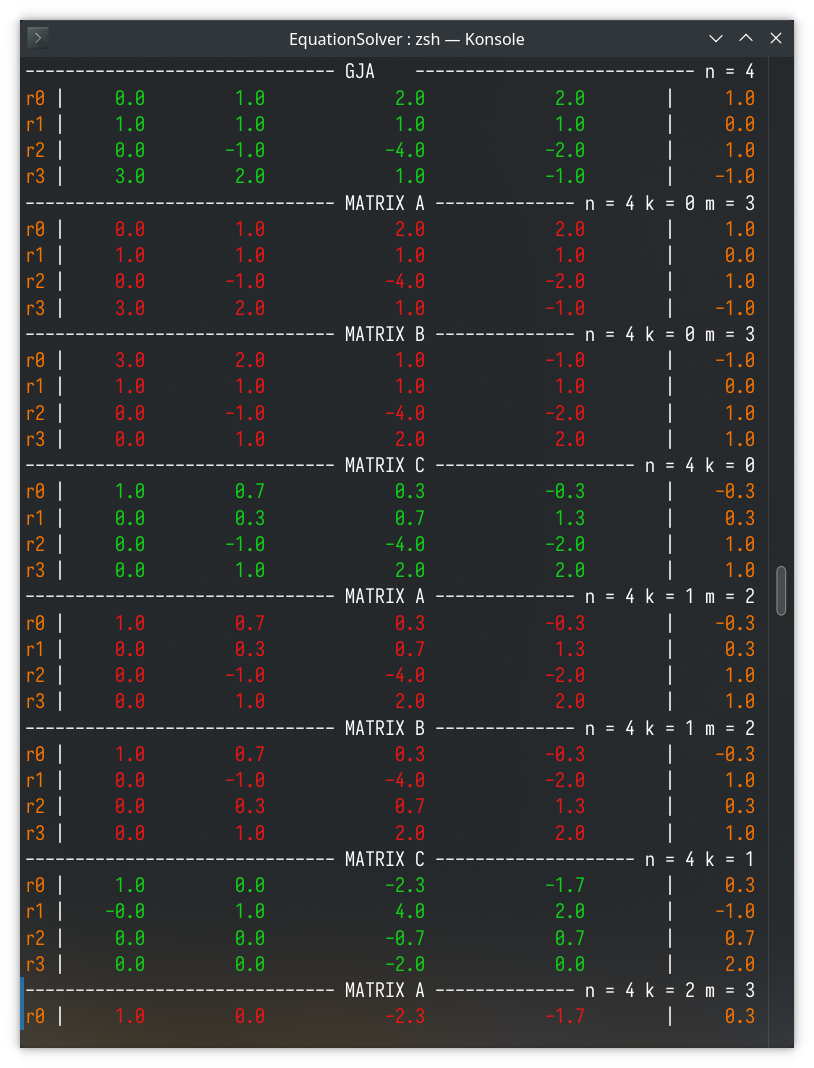 EquationSolver : zsh — Konsole
------------------------------- GJA    ---------------------------- n = 4
r0 |     0.0         1.0             2.0             2.0        |     1.0
r1 |     1.0         1.0             1.0             1.0        |     0.0
r2 |     0.0        -1.0            -4.0            -2.0        |     1.0
r3 |     3.0         2.0             1.0            -1.0        |    -1.0
------------------------------- MATRIX A -------------- n = 4 k = 0 m = 3
r0 |     0.0         1.0             2.0             2.0        |     1.0
r1 |     1.0         1.0             1.0             1.0        |     0.0
r2 |     0.0        -1.0            -4.0            -2.0        |     1.0
r3 |     3.0         2.0             1.0            -1.0        |    -1.0
------------------------------- MATRIX B -------------- n = 4 k = 0 m = 3
r0 |     3.0         2.0             1.0            -1.0        |    -1.0
r1 |     1.0         1.0             1.0             1.0        |     0.0
r2 |     0.0        -1.0            -4.0            -2.0        |     1.0
r3 |     0.0         1.0             2.0             2.0        |     1.0
------------------------------- MATRIX C -------------------- n = 4 k = 0
r0 |     1.0         0.7             0.3            -0.3        |    -0.3
r1 |     0.0         0.3             0.7             1.3        |     0.3
r2 |     0.0        -1.0            -4.0            -2.0        |     1.0
r3 |     0.0         1.0             2.0             2.0        |     1.0
------------------------------- MATRIX A -------------- n = 4 k = 1 m = 2
r0 |     1.0         0.7             0.3            -0.3        |    -0.3
r1 |     0.0         0.3             0.7             1.3        |     0.3
r2 |     0.0        -1.0            -4.0            -2.0        |     1.0
r3 |     0.0         1.0             2.0             2.0        |     1.0
------------------------------- MATRIX B -------------- n = 4 k = 1 m = 2
r0 |     1.0         0.7             0.3            -0.3        |    -0.3
r1 |     0.0        -1.0            -4.0            -2.0        |     1.0
r2 |     0.0         0.3             0.7             1.3        |     0.3
r3 |     0.0         1.0             2.0             2.0        |     1.0
------------------------------- MATRIX C -------------------- n = 4 k = 1
r0 |     1.0         0.0            -2.3            -1.7        |     0.3
r1 |    -0.0         1.0             4.0             2.0        |    -1.0
r2 |     0.0         0.0            -0.7             0.7        |     0.7
r3 |     0.0         0.0            -2.0             0.0        |     2.0
------------------------------- MATRIX A -------------- n = 4 k = 2 m = 3
r0 |     1.0         0.0            -2.3            -1.7        |     0.3